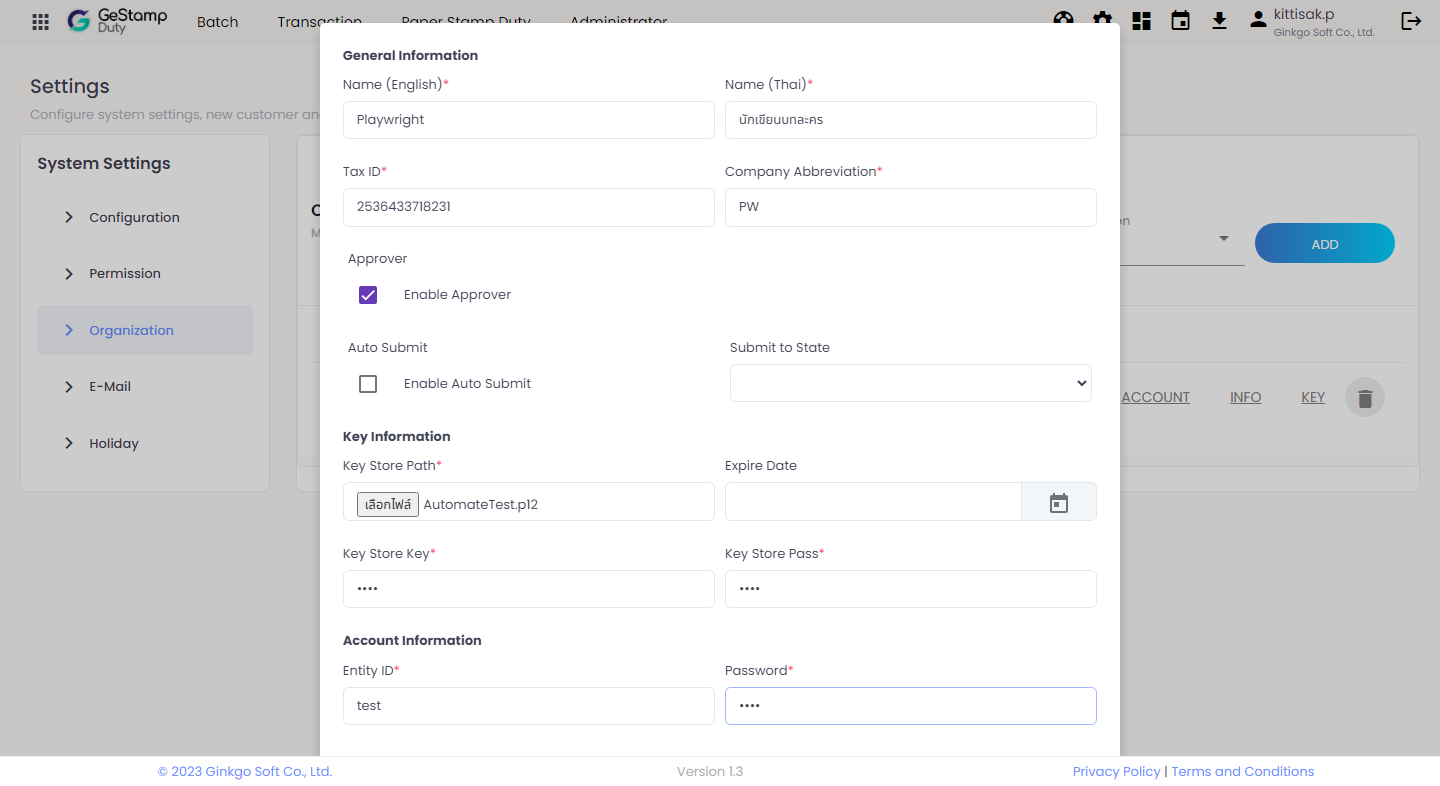 GeStamp
Duty
Batch
Transaction
Paper Stamp Duty
Administrator
kittisak.p
Ginkgo Soft Co., Ltd.
Settings
Configure system settings, new customer an
System Settings
Configuration
Permission
Organization
E-Mail
Holiday
General Information
Name (English)*
Name (Thai)*
Playwright
นักเขียนบทละคร
Tax ID*
Company Abbreviation*
2536433718231
PW
Approver
Enable Approver
Auto Submit
Submit to State
Enable Auto Submit
Key Information
Key Store Path*
Expire Date
เลือกไฟล์ AutomateTest.p12
Key Store Key*
Key Store Pass*
••••
••••
Account Information
Entity ID*
Password*
test
••••
on
ADD
ACCOUNT
INFO
KEY
© 2023 Ginkgo Soft Co., Ltd.
Version 1.3
Privacy Policy | Terms and Conditions